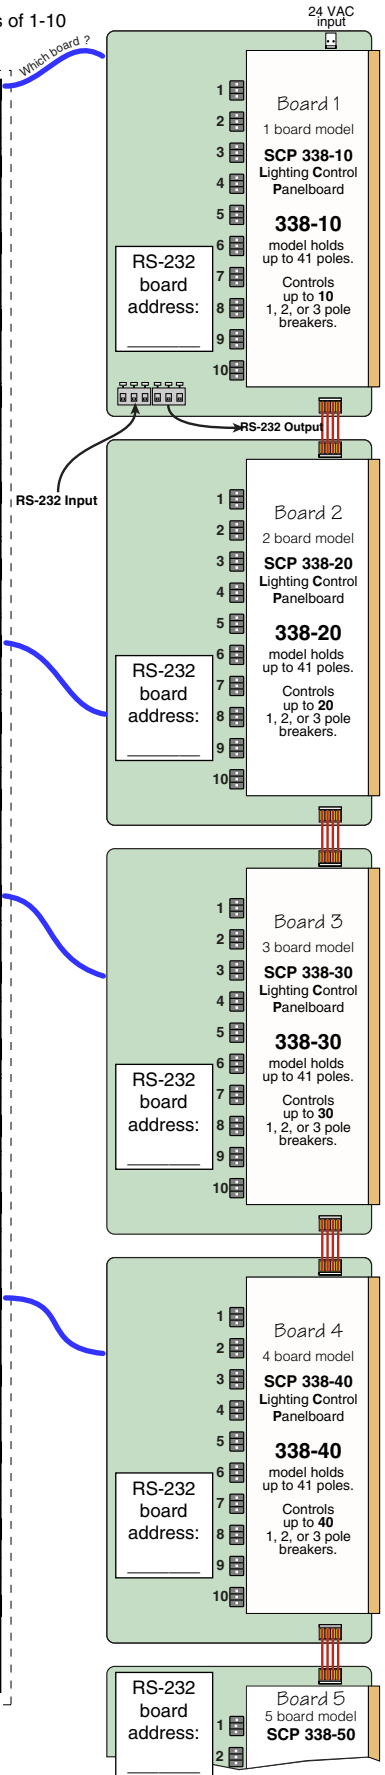 s of 1-10
24 VAC
input
Which board ?
1
2
3
4
5
6
7
8
9
10
Board 1
1 board model
SCP 338-10
Lighting Control
Panelboard
338-10
model holds
up to 41 poles.
Controls
up to 10
1, 2, or 3 pole
breakers.
RS-232
board
address:
RS-232 Output
RS-232 Input
1
2
3
4
5
6
7
8
9
10
Board 2
2 board model
SCP 338-20
Lighting Control
Panelboard
338-20
model holds
up to 41 poles.
Controls
up to 20
1, 2, or 3 pole
breakers.
RS-232
board
address:
1
2
3
4
5
6
7
8
9
10
Board 3
3 board model
SCP 338-30
Lighting Control
Panelboard
338-30
model holds
up to 41 poles.
Controls
up to 30
1, 2, or 3 pole
breakers.
RS-232
board
address:
1
2
3
4
5
6
7
8
9
10
Board 4
4 board model
SCP 338-40
Lighting Control
Panelboard
338-40
model holds
up to 41 poles.
Controls
up to 40
1, 2, or 3 pole
breakers.
RS-232
board
address:
RS-232
board
address:
1
2
Board 5
5 board model
SCP 338-50